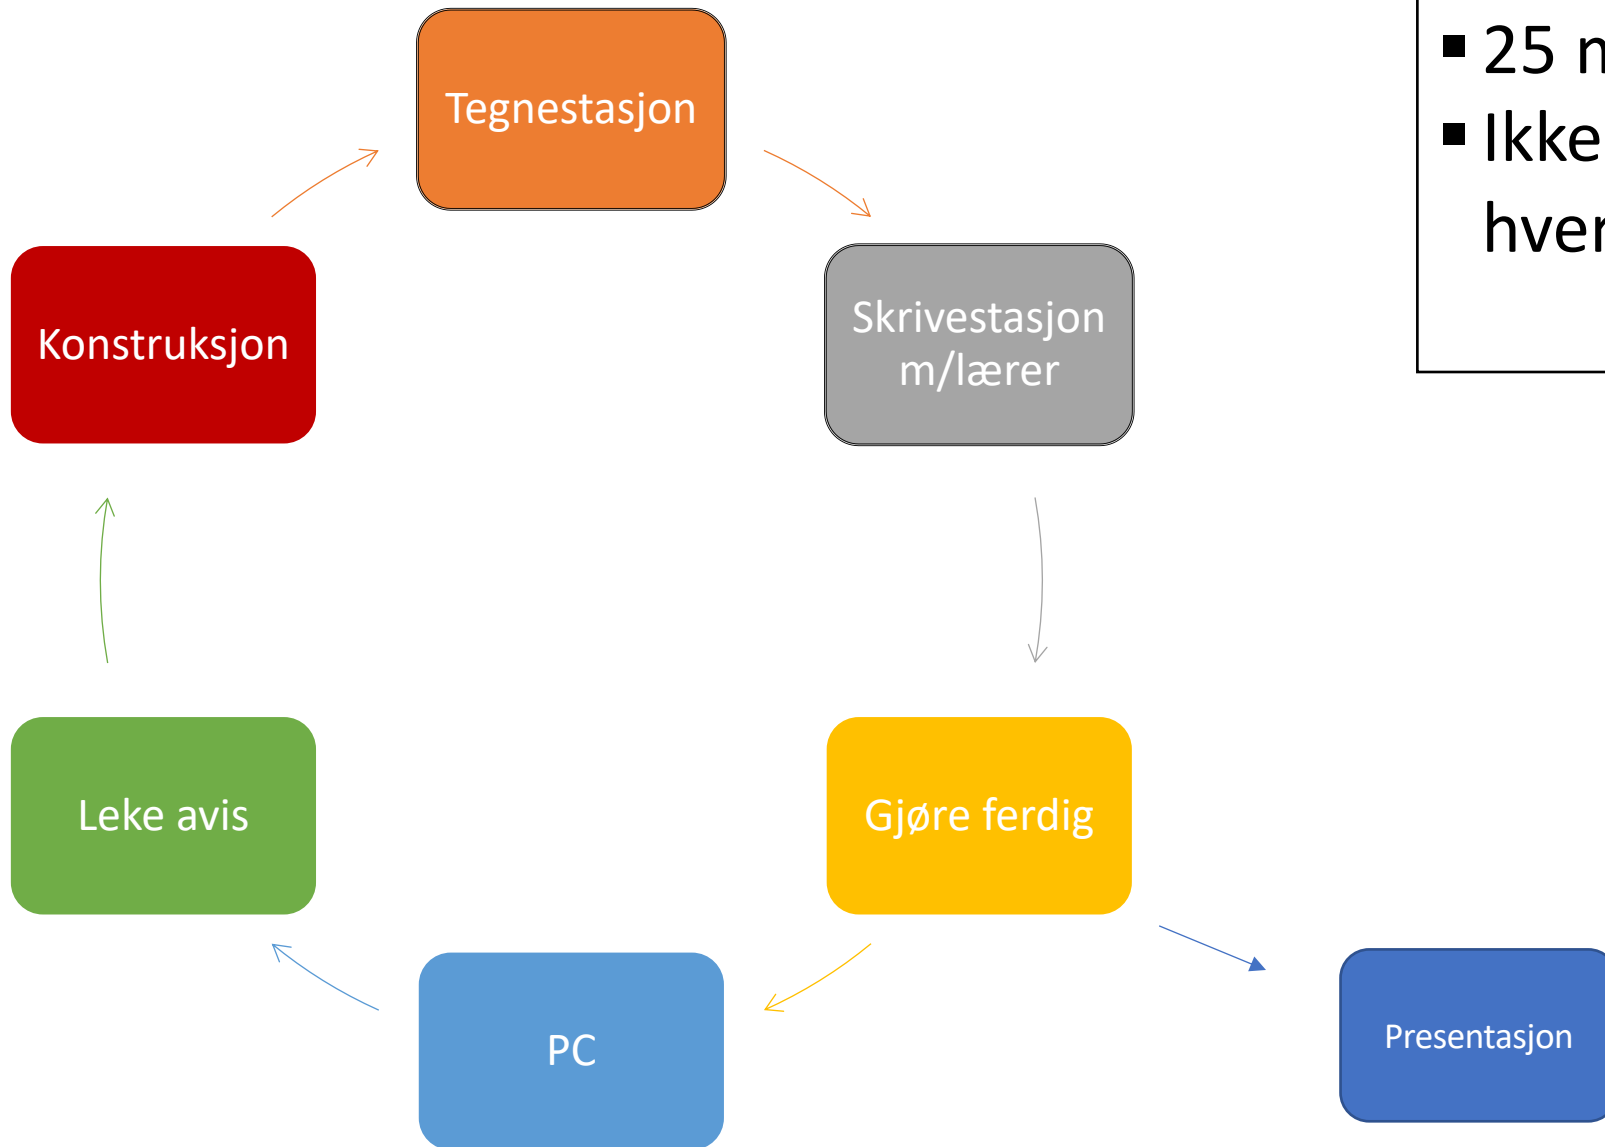 Tegnestasjon
Skrivestasjon
m/lærer
Gjøre ferdig
Presentasjon
PC
Leke avis
Konstruksjon
▪ 25
▪ Ikke